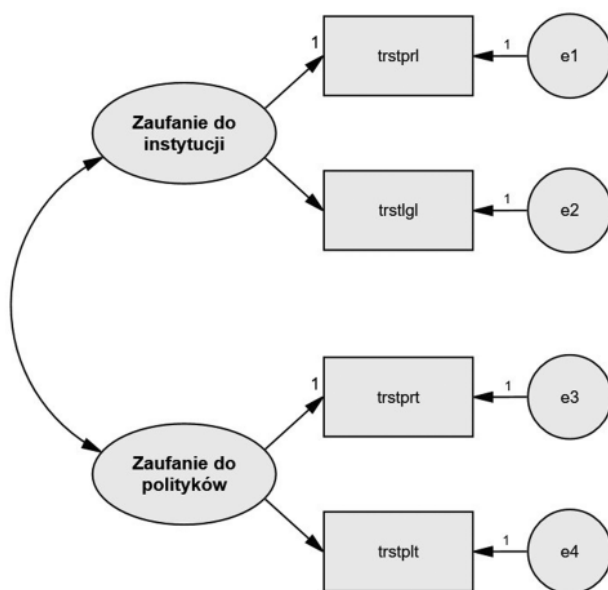 1
trstprl
1
e1
Zaufanie do
instytucji
trstlgl
1
e2
1
trstprt
1
e3
Zaufanie do
polityków
trstplt
1
e4